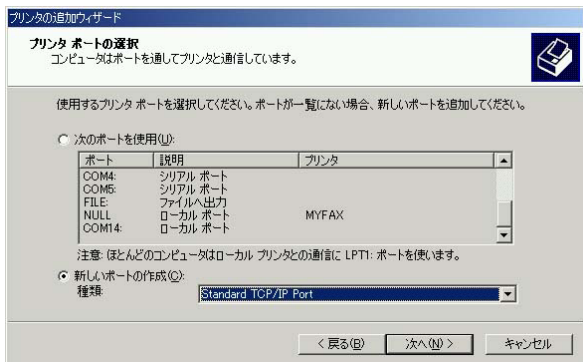 プリンタの追加ウィザード
プリンタ ポートの選択
コンピュータはポートを通してプリンタと通信しています。
使用するプリンタ ポートを選択してください。ポートが一覧にない場合、新しいポートを追加してください。
次のポートを使用(U):
ポート 説明 プリンタ
COM4: シリアル ポート
COM5: シリアル ポート
FILE: ファイルへ出力
NULL ローカル ポート MYFAX
COM14: ローカル ポート
注意: ほとんどのコンピュータはローカル プリンタとの通信に LPT1: ポートを使います。
新しいポートの作成(C):
種類: Standard TCP/IP Port
< 戻る(B) 次へ(N) > キャンセル